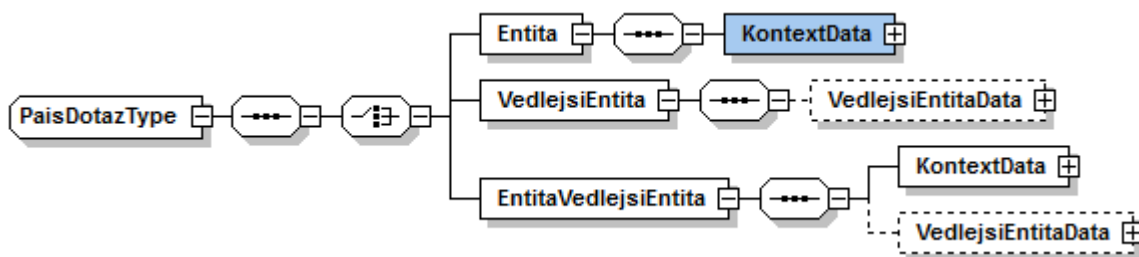 Entita
KontextData
PaisDotazType
VedlejsiEntita
VedlejsiEntitaData
EntitaVedlejsiEntita
KontextData
VedlejsiEntitaData